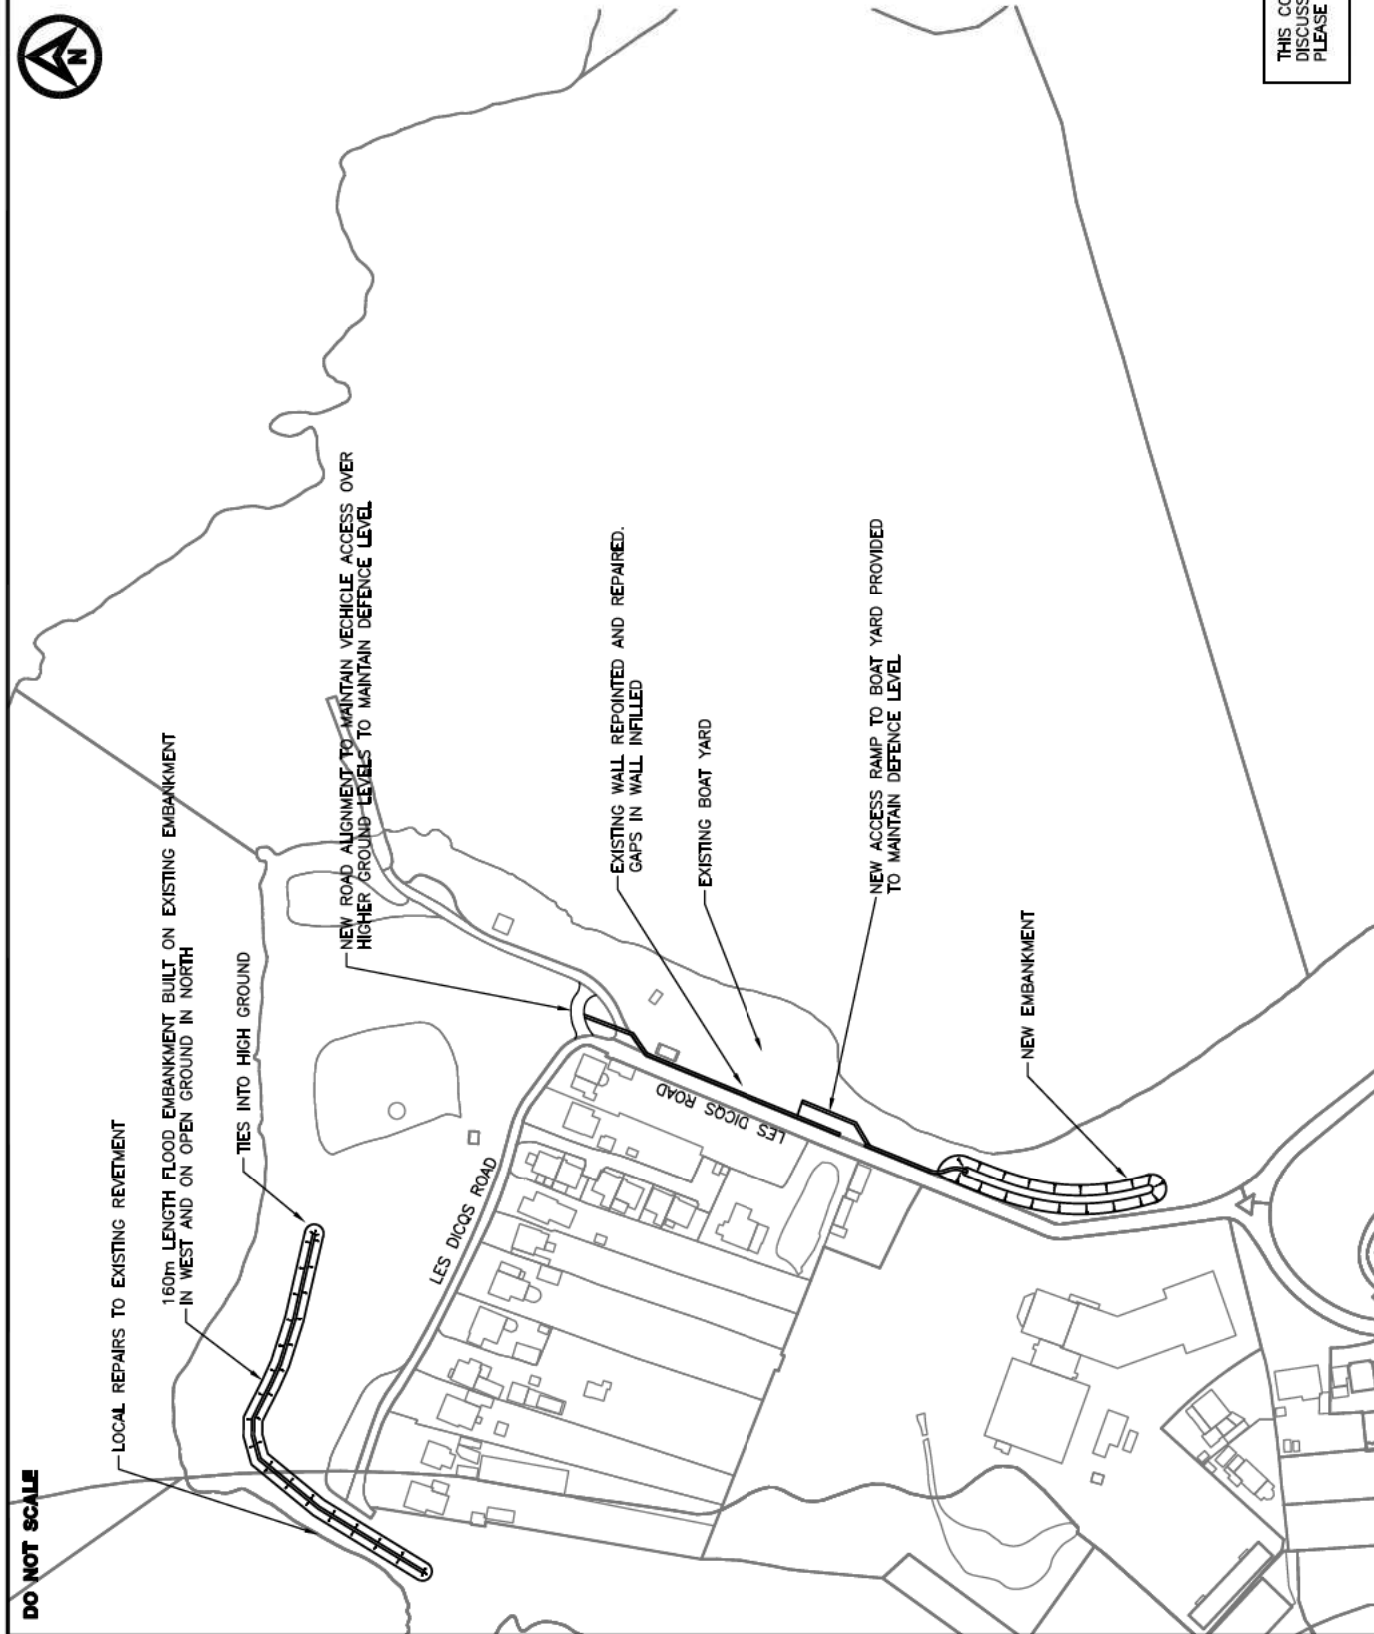 DO NOT SCALE
N
LOCAL REPAIRS TO EXISTING REVETMENT
160m LENGTH FLOOD EMBANKMENT BUILT ON EXISTING EMBANKMENT
IN WEST AND ON OPEN GROUND IN NORTH
TIES INTO HIGH GROUND
NEW ROAD ALIGNMENT TO MAINTAIN VECHICLE ACCESS OVER
HIGHER GROUND LEVELS TO MAINTAIN DEFENCE LEVEL
LES DICQS ROAD
EXISTING WALL REPOINTED AND REPAIRED.
GAPS IN WALL INFILLED
LES DICQS ROAD
EXISTING BOAT YARD
NEW ACCESS RAMP TO BOAT YARD PROVIDED
TO MAINTAIN DEFENCE LEVEL
NEW EMBANKMENT
THIS CO
DISCUSS
PLEASE